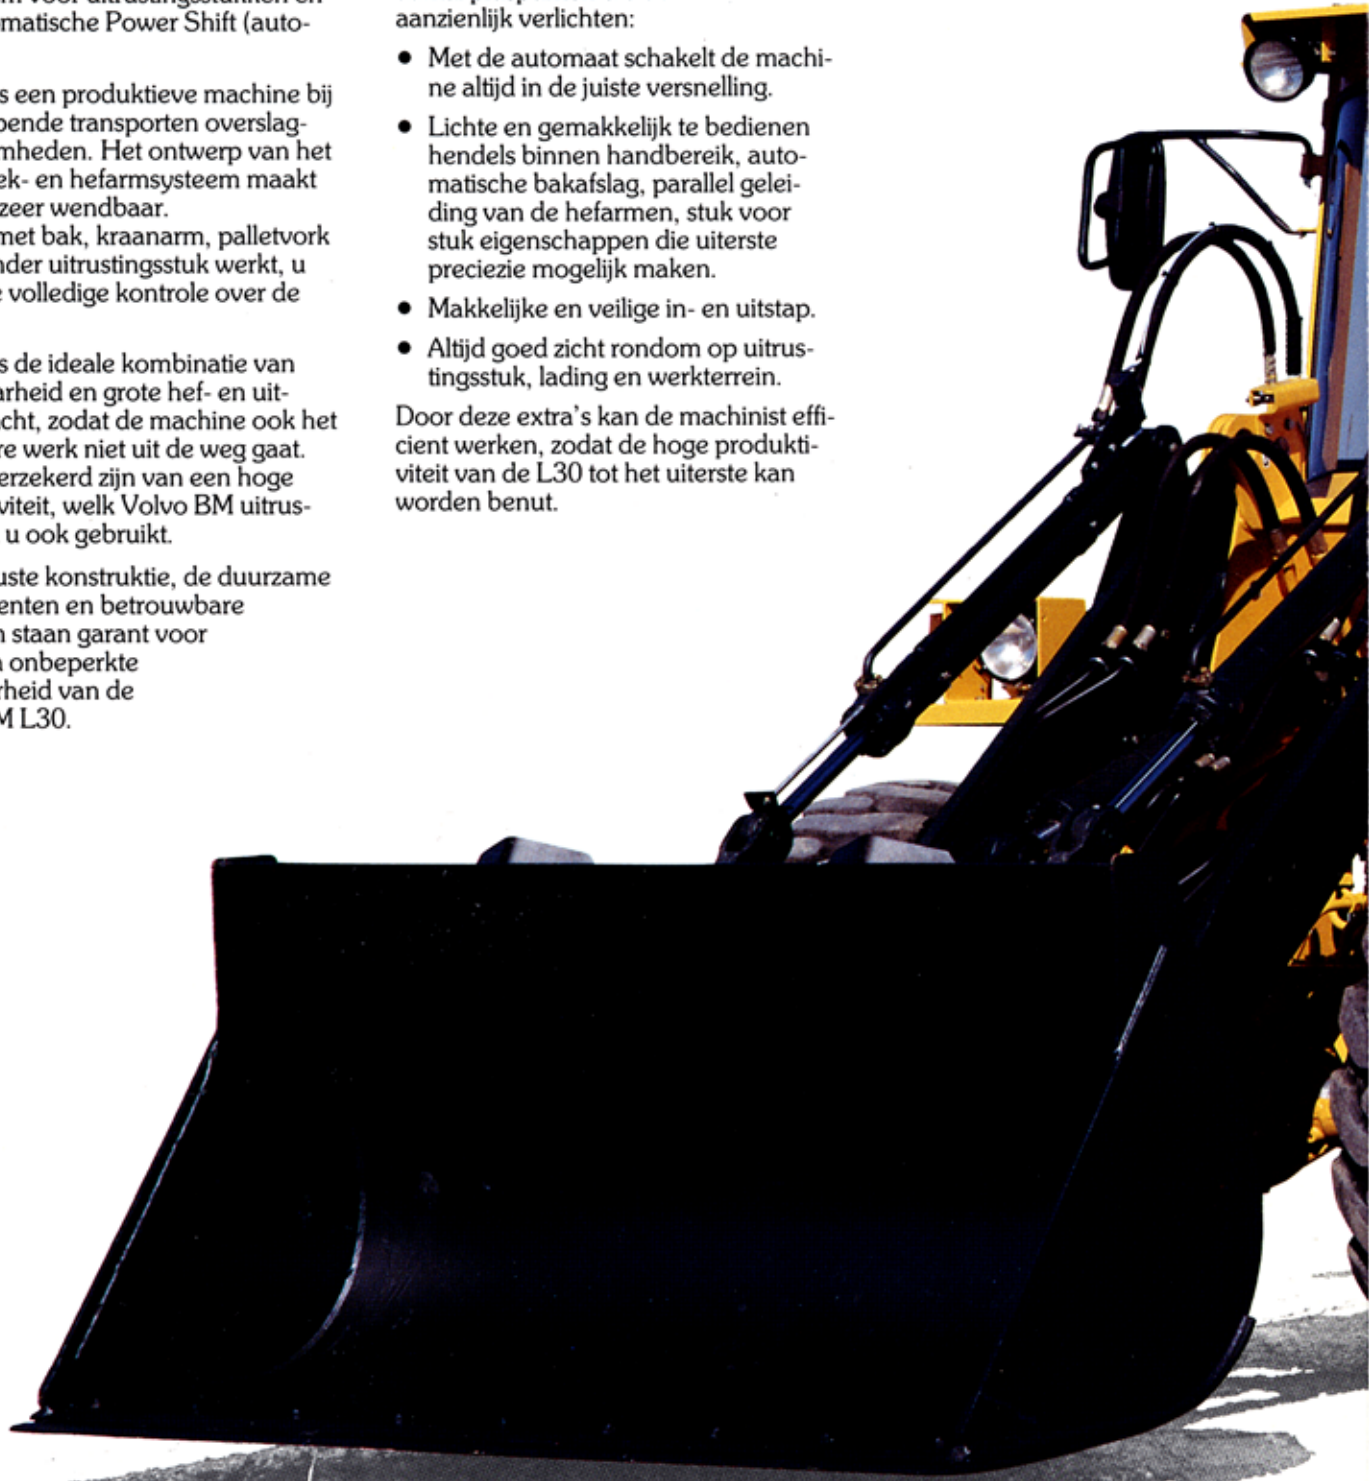 matische Power Shift (auto-
s een produktieve machine bij
pende transporten overslag-
mheden. Het ontwerp van het
ek- en hefarmsysteem maakt
zeer wendbaar.
met bak, kraanarm, palletvork
nder uitrustingsstuk werkt, u
e volledige kontrole over de
s de ideale kombinatie van
arheid en grote hef- en uit-
cht, zodat de machine ook het
re werk niet uit de weg gaat.
erzekerd zijn van een hoge
viteit, welk Volvo BM uitrus-
u ook gebruikt.
uste konstruktie, de duurzame
enten en betrouwbare
n staan garant voor
n onbeperkte
rheid van de
M L30.
aanzienlijk verlichten:
• Met de automaat schakelt de machi-
ne altijd in de juiste versnelling.
• Lichte en gemakkelijk te bedienen
hendels binnen handbereik, auto-
matische bakafslag, parallel gelei-
ding van de hefarmen, stuk voor
stuk eigenschappen die uiterste
preciezie mogelijk maken.
• Makkelijke en veilige in- en uitstap.
• Altijd goed zicht rondom op uitrus-
tingsstuk, lading en werkterrein.
Door deze extra's kan de machinist effi-
cient werken, zodat de hoge produkti-
viteit van de L30 tot het uiterste kan
worden benut.